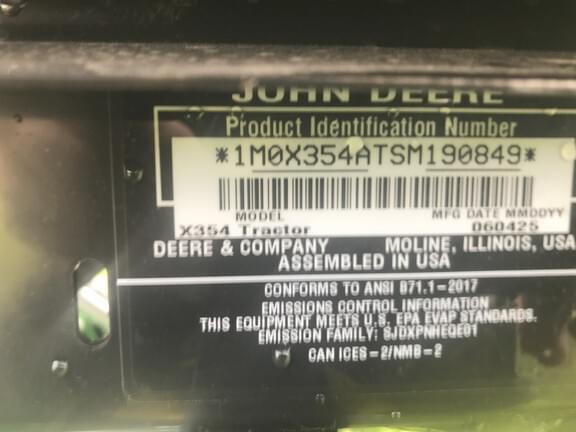 JOHN DEERE
Product Identification Number
*1M0X354ATSM190849*
MODEL MFG DATE MMDDYY
X354 Tractor 060425
DEERE & COMPANY MOLINE, ILLINOIS, USA
ASSEMBLED IN USA
CONFORMS TO ANSI B71.1-2017
EMISSIONS CONTROL INFORMATION
THIS EQUIPMENT MEETS U.S. EPA EVAP STANDARDS.
EMISSION FAMILY: SJDXPNHEQE01
CAN ICES-2/NMB-2